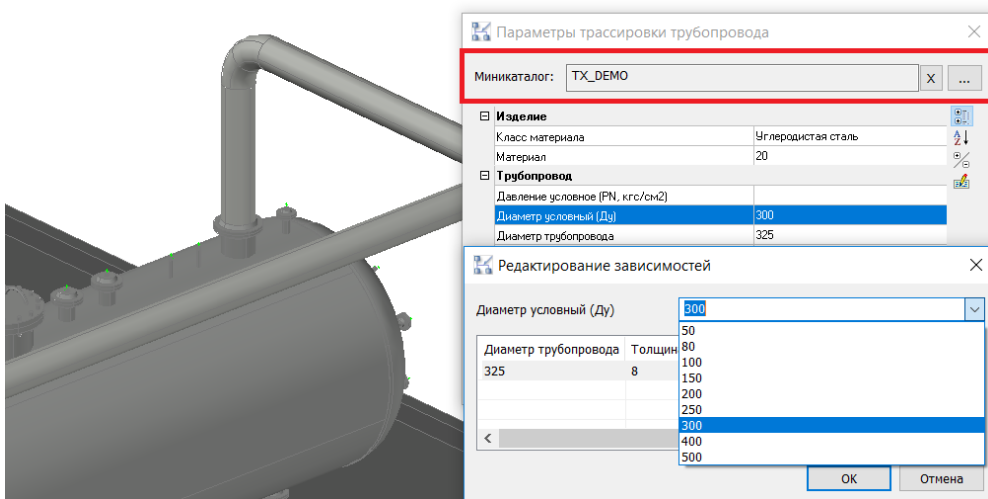 Параметры трассировки трубопровода
Миникаталог: TX_DEMO X ...
Изделие
Класс материала Углеродистая сталь
Материал 20
Трубопровод
Давление условное (PN, кгс/см2)
Диаметр условный (Ду) 300
Диаметр трубопровода 325
Редактирование зависимостей
Диаметр условный (Ду) 300
Диаметр трубопровода Толщин
325 8
50
80
100
150
200
250
300
400
500
ОК Отмена